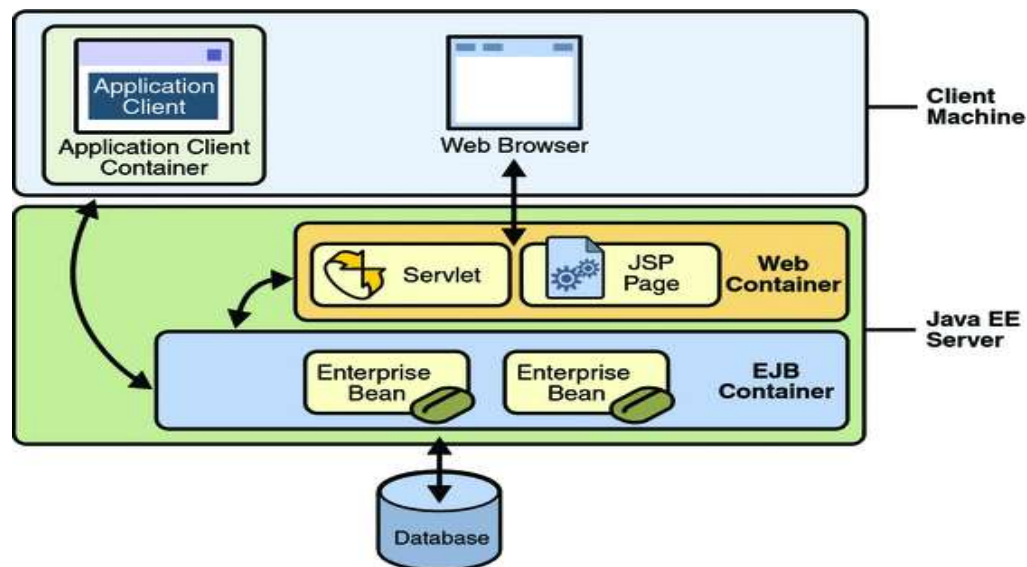 Application
Client
Application Client
Container
Web Browser
Client
Machine
Servlet
JSP
Page
Web
Container
Java EE
Server
Enterprise
Bean
Enterprise
Bean
EJB
Container
Database